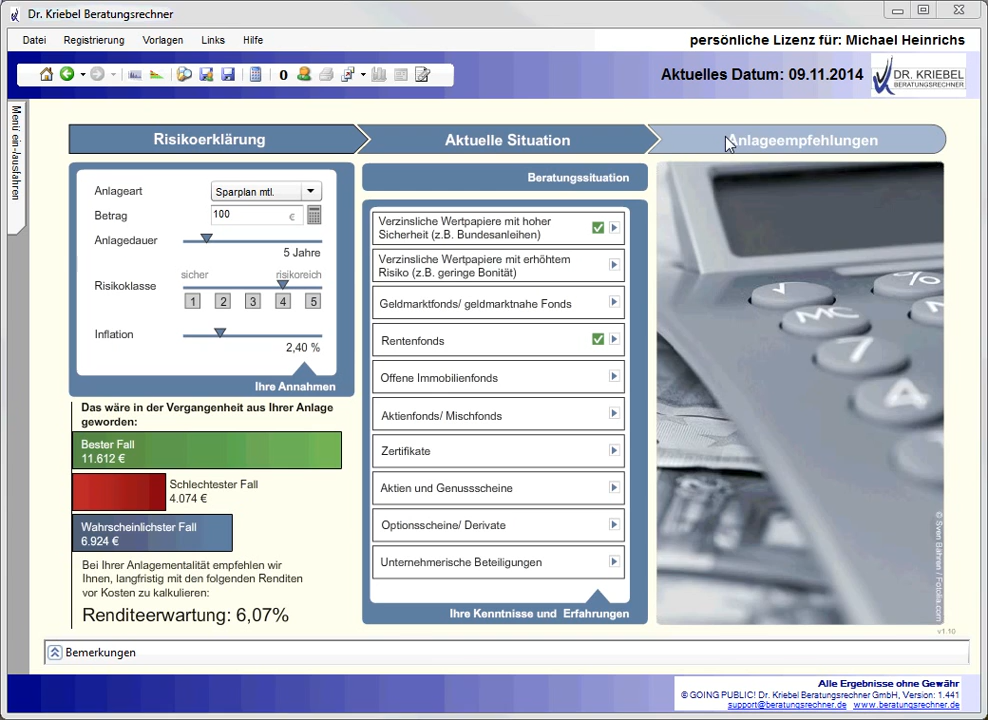 Dr. Kriebel Beratungsrechner
Datei Registrierung Vorlagen Links Hilfe
persönliche Lizenz für: Michael Heinrichs
Aktuelles Datum: 09.11.2014
DR. KRIEBEL
BERATUNGSRECHNER
0
Menü ein-/ausfahren
Risikoerklärung
Aktuelle Situation
Anlageempfehlungen
Anlageart
Sparplan mtl.
Betrag
100 €
Anlagedauer
5 Jahre
sicher risikoreich
Risikoklasse
1 2 3 4 5
Inflation
2,40 %
Ihre Annahmen
Das wäre in der Vergangenheit aus Ihrer Anlage
geworden:
Bester Fall
11.612 €
Schlechtester Fall
4.074 €
Wahrscheinlichster Fall
6.924 €
Bei Ihrer Anlagementalität empfehlen wir
Ihnen, langfristig mit den folgenden Renditen
vor Kosten zu kalkulieren:
Renditeerwartung: 6,07%
Beratungssituation
Verzinsliche Wertpapiere mit hoher
Sicherheit (z.B. Bundesanleihen)
Verzinsliche Wertpapiere mit erhöhtem
Risiko (z.B. geringe Bonität)
Geldmarktfonds/ geldmarktnahe Fonds
Rentenfonds
Offene Immobilienfonds
Aktienfonds/ Mischfonds
Zertifikate
Aktien und Genussscheine
Optionsscheine/ Derivate
Unternehmerische Beteiligungen
Ihre Kenntnisse und Erfahrungen
√
%
MC
7
© Sven Bähren / Fotolia.com
v1.10
Bemerkungen
Alle Ergebnisse ohne Gewähr
© GOING PUBLIC! Dr. Kriebel Beratungsrechner GmbH, Version: 1.441
support@beratungsrechner.de www.beratungsrechner.de